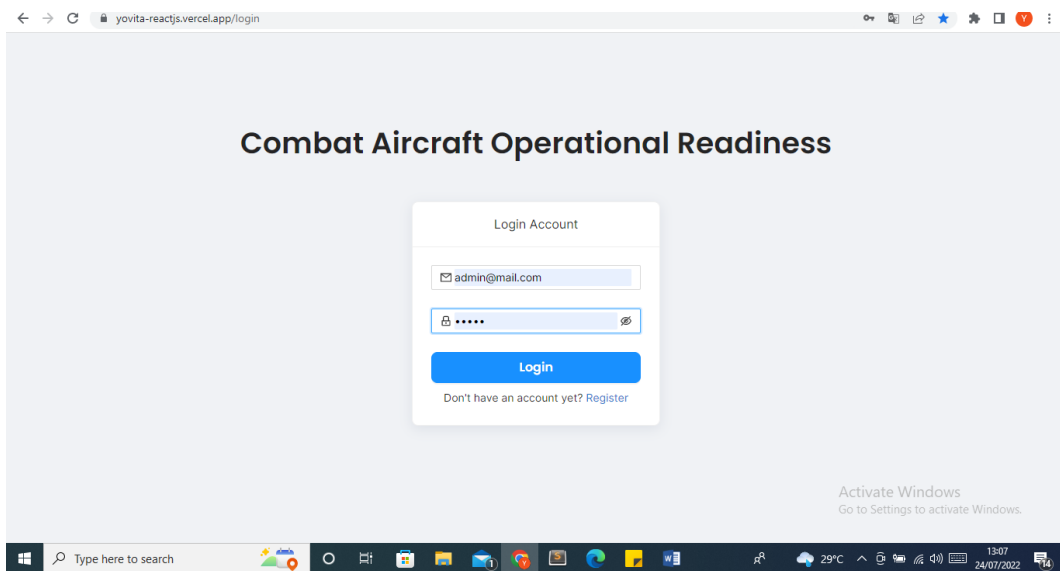 yovita-reactjs.vercel.app/login
Y
Combat Aircraft Operational Readiness
Login Account
admin@mail.com
•••••
Login
Don't have an account yet? Register
Activate Windows
Go to Settings to activate Windows.
Type here to search
1
S
W
29°C
13:07
24/07/2022
14